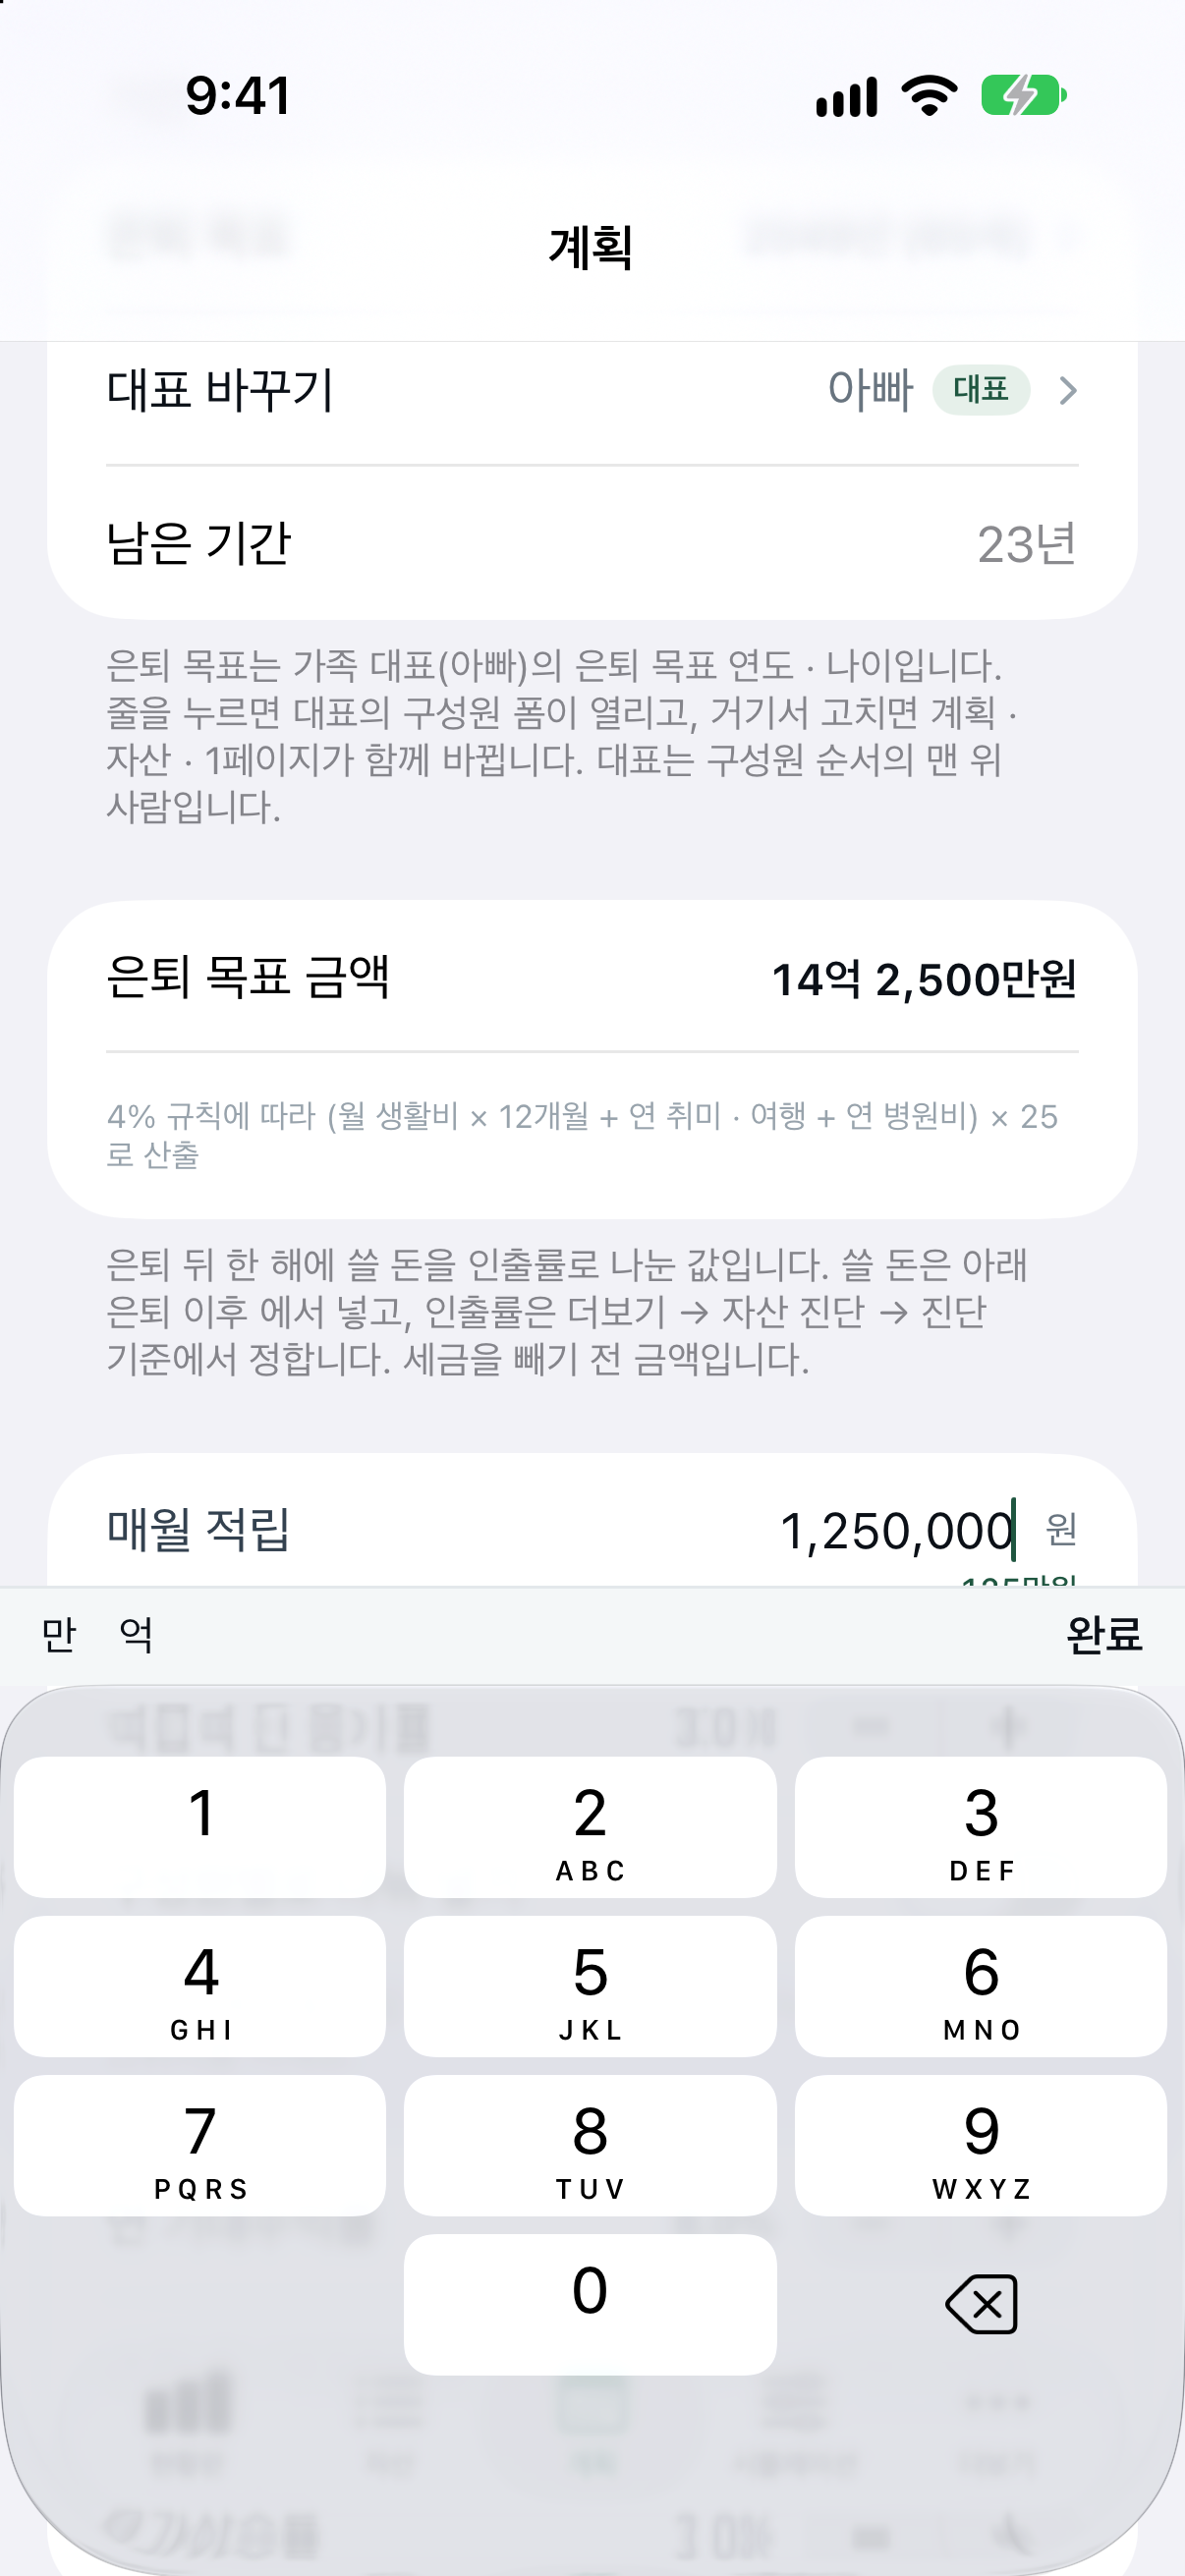 9:41
계획
대표 바꾸기 아빠 대표
남은 기간 23년
은퇴 목표는 가족 대표(아빠)의 은퇴 목표 연도 · 나이입니다.
줄을 누르면 대표의 구성원 폼이 열리고, 거기서 고치면 계획 ·
자산 · 1페이지가 함께 바뀝니다. 대표는 구성원 순서의 맨 위
사람입니다.
은퇴 목표 금액 14억 2,500만원
4% 규칙에 따라 (월 생활비 × 12개월 + 연 취미 · 여행 + 연 병원비) × 25
로 산출
은퇴 뒤 한 해에 쓸 돈을 인출률로 나눈 값입니다. 쓸 돈은 아래
은퇴 이후 에서 넣고, 인출률은 더보기 → 자산 진단 → 진단
기준에서 정합니다. 세금을 빼기 전 금액입니다.
매월 적립 1,250,000 원
125만원
만 억 완료
1
2 ABC
3 DEF
4 GHI
5 JKL
6 MNO
7 PQRS
8 TUV
9 WXYZ
0